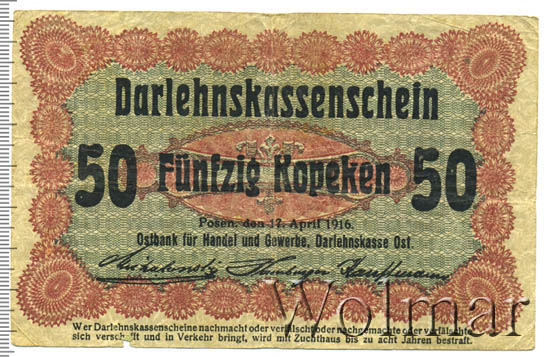 Darlehnskassenschein
50 Fünfzig Kopeken 50
Posen, den 17. April 1916.
Ostbank für Handel und Gewerbe, Darlehnskasse Ost.
Wer Darlehnskassenscheine nachmacht oder verfälscht oder nachgemachte oder verfälschte
sich verschafft und in Verkehr bringt, wird mit Zuchthaus bis zu acht Jahren bestraft.
Wolmar